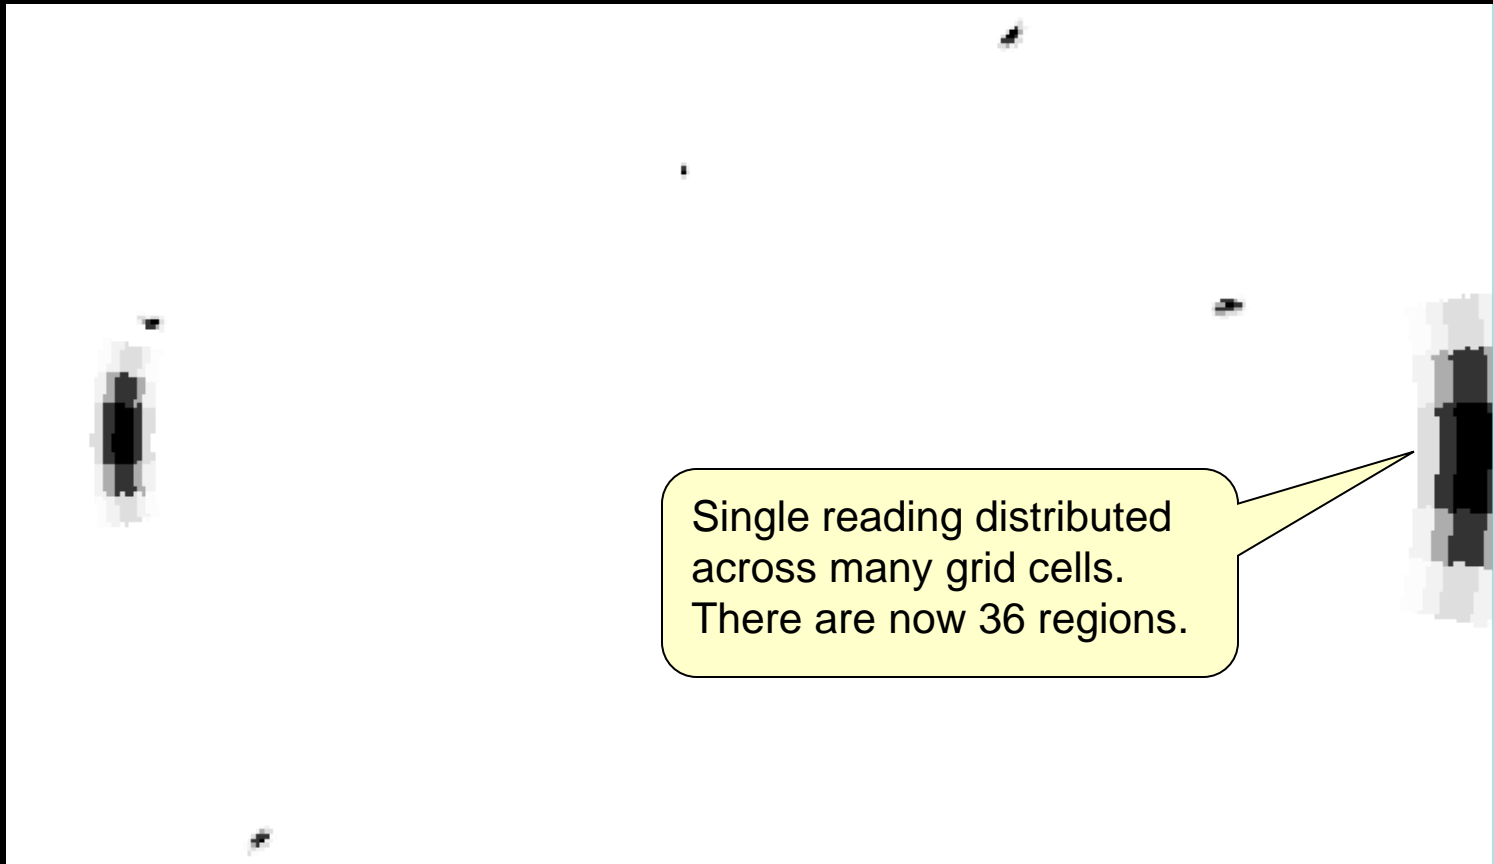 Single reading distributed
across many grid cells.
There are now 36 regions.